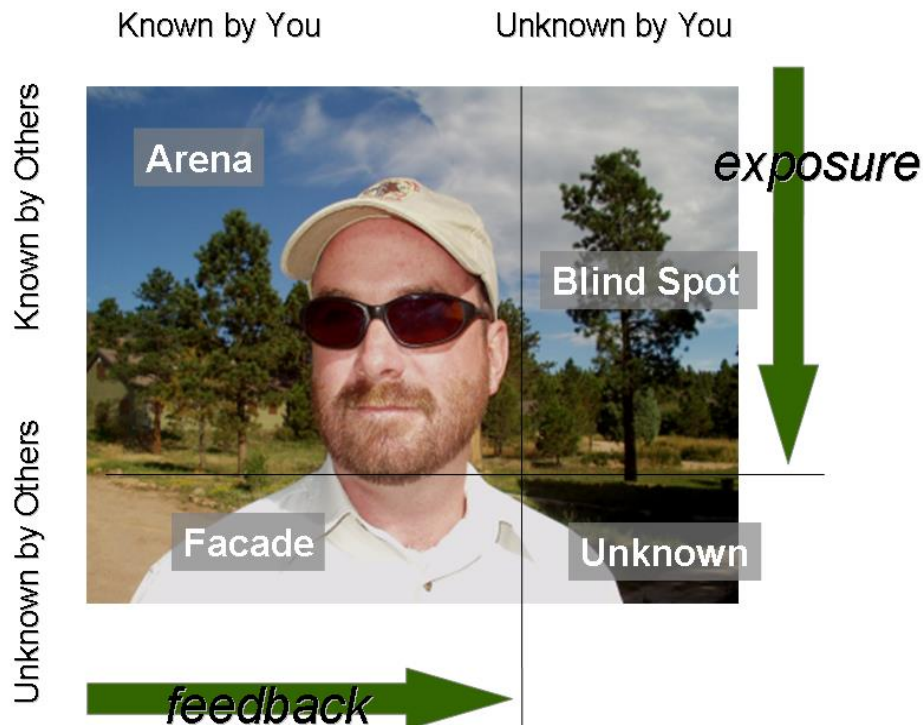 Known by You
Unknown by You
Known by Others
Arena
exposure
Blind Spot
Unknown by Others
Facade
Unknown
feedback